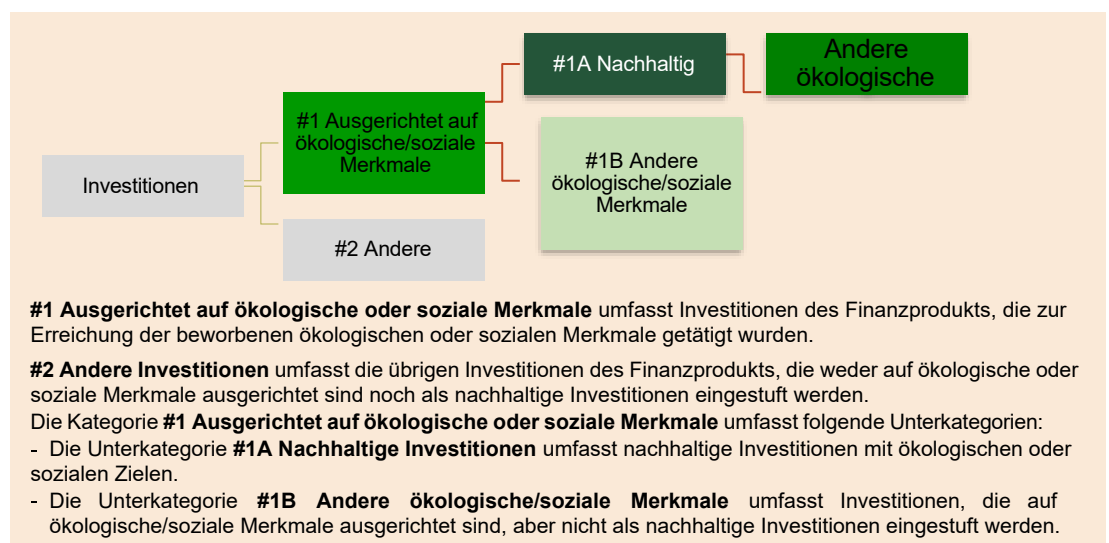 #1A Nachhaltig
Andere
ökologische
#1 Ausgerichtet auf
ökologische/soziale
Merkmale
#1B Andere
ökologische/soziale
Merkmale
Investitionen
#2 Andere
#1 Ausgerichtet auf ökologische oder soziale Merkmale umfasst Investitionen des Finanzprodukts, die zur
Erreichung der beworbenen ökologischen oder sozialen Merkmale getätigt wurden.
#2 Andere Investitionen umfasst die übrigen Investitionen des Finanzprodukts, die weder auf ökologische oder
soziale Merkmale ausgerichtet sind noch als nachhaltige Investitionen eingestuft werden.
Die Kategorie #1 Ausgerichtet auf ökologische oder soziale Merkmale umfasst folgende Unterkategorien:
- Die Unterkategorie #1A Nachhaltige Investitionen umfasst nachhaltige Investitionen mit ökologischen oder
sozialen Zielen.
- Die Unterkategorie #1B Andere ökologische/soziale Merkmale umfasst Investitionen, die auf
ökologische/soziale Merkmale ausgerichtet sind, aber nicht als nachhaltige Investitionen eingestuft werden.